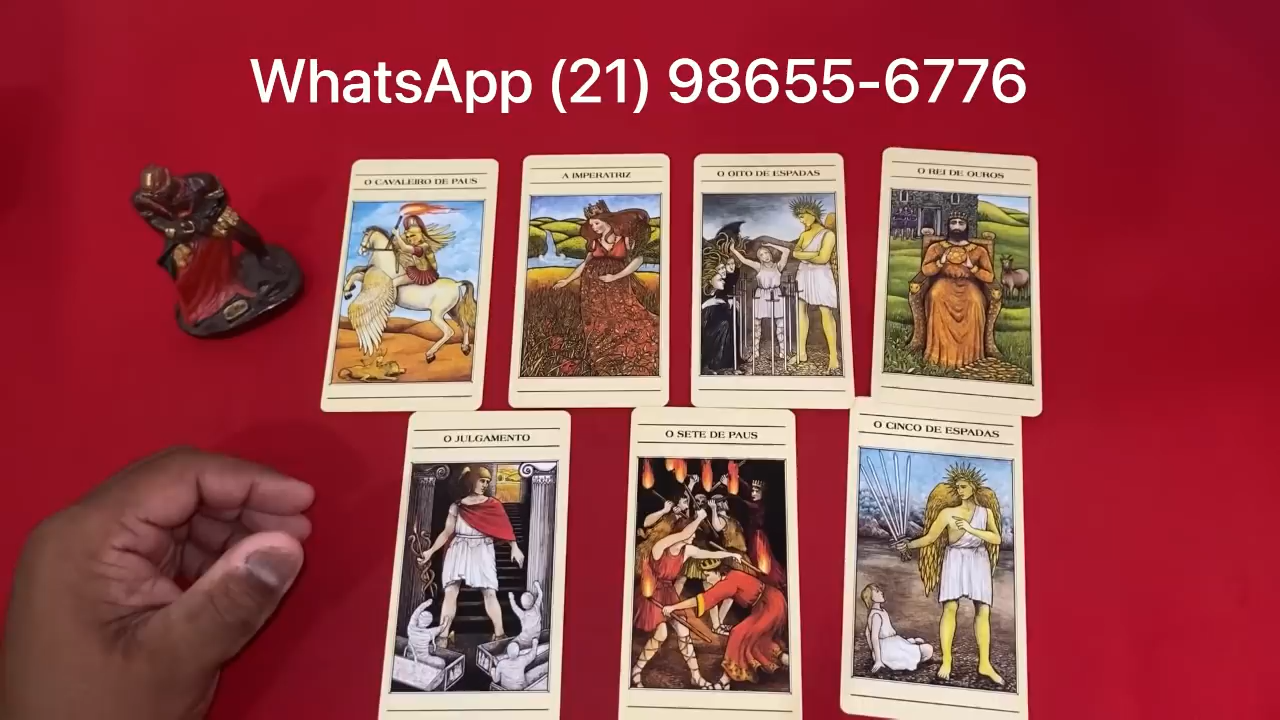 WhatsApp (21) 98655-6776
O CAVALEIRO DE PAUS
A IMPERATRIZ
O OITO DE ESPADAS
O REI DE OUROS
O JULGAMENTO
O SETE DE PAUS
O CINCO DE ESPADAS